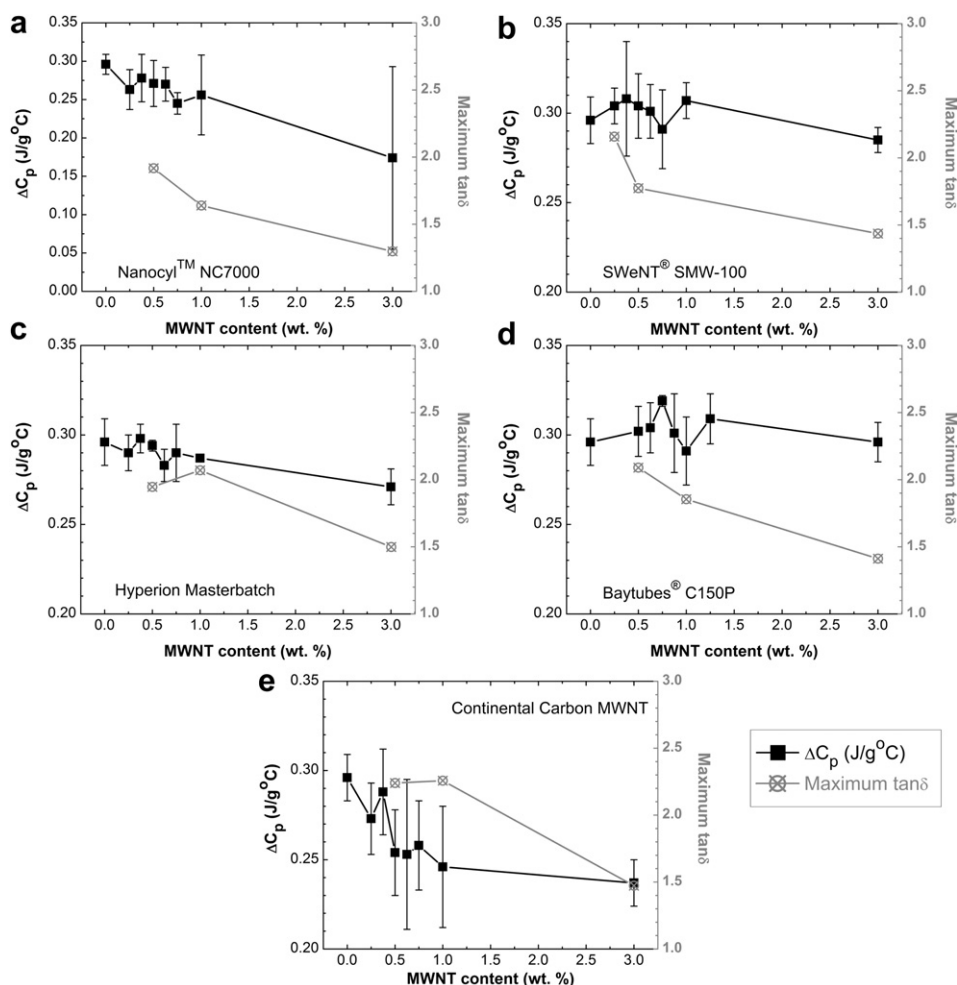 a
0.35
0.30
0.25
0.20
0.15
0.10
0.05
0.00
ΔCp (J/g°C)
3.0
2.5
2.0
1.5
1.0
Maximum tanδ
Nanocyl™ NC7000
0.0 0.5 1.0 1.5 2.0 2.5 3.0
MWNT content (wt. %)
b
0.35
0.30
0.25
0.20
ΔCp (J/g°C)
3.0
2.5
2.0
1.5
1.0
Maximum tanδ
SWeNT® SMW-100
0.0 0.5 1.0 1.5 2.0 2.5 3.0
MWNT content (wt. %)
c
0.35
0.30
0.25
0.20
ΔCp (J/g°C)
3.0
2.5
2.0
1.5
1.0
Maximum tanδ
Hyperion Masterbatch
0.0 0.5 1.0 1.5 2.0 2.5 3.0
MWNT content (wt. %)
d
0.35
0.30
0.25
0.20
ΔCp (J/g°C)
3.0
2.5
2.0
1.5
1.0
Maximum tanδ
Baytubes® C150P
0.0 0.5 1.0 1.5 2.0 2.5 3.0
MWNT content (wt. %)
e
0.35
0.30
0.25
0.20
ΔCp (J/g°C)
3.0
2.5
2.0
1.5
1.0
Maximum tanδ
Continental Carbon MWNT
0.0 0.5 1.0 1.5 2.0 2.5 3.0
MWNT content (wt. %)
ΔCp (J/g°C)
Maximum tanδ